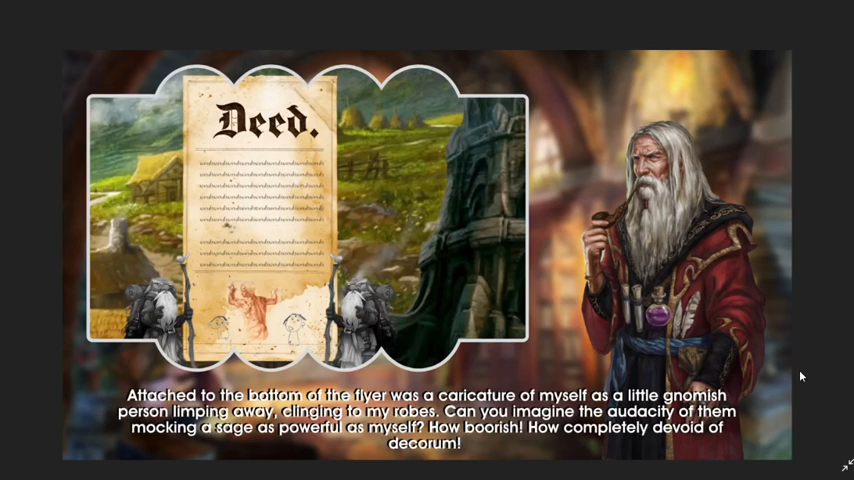 Deed.
Attached to the bottom of the flyer was a caricature of myself as a little gnomish
person limping away, clinging to my robes. Can you imagine the audacity of them
mocking a sage as powerful as myself? How boorish! How completely devoid of
decorum!